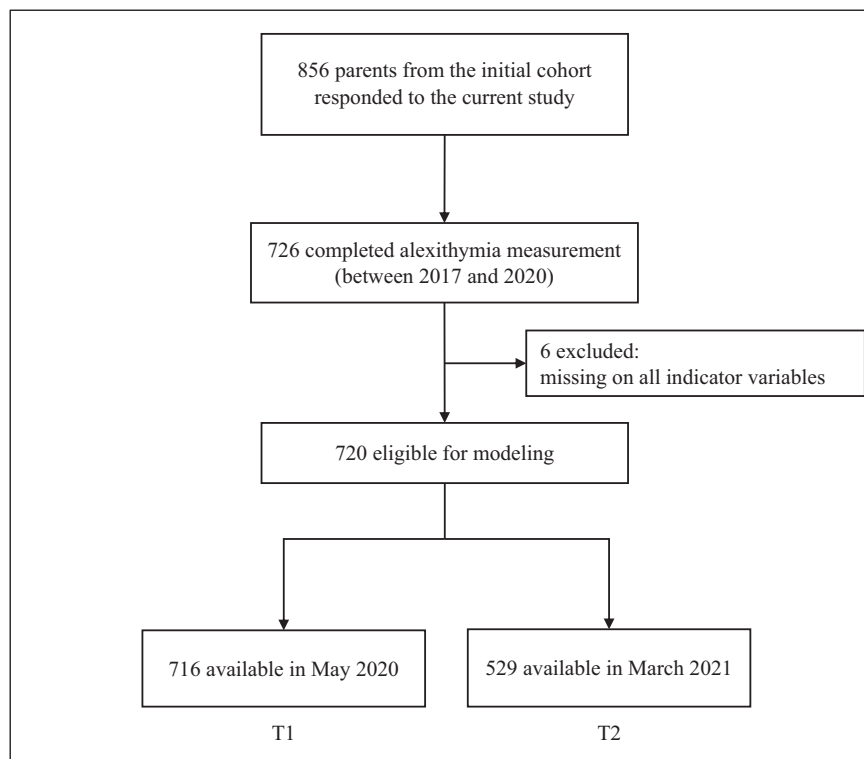 856 parents from the initial cohort
responded to the current study
726 completed alexithymia measurement
(between 2017 and 2020)
6 excluded:
missing on all indicator variables
720 eligible for modeling
716 available in May 2020
529 available in March 2021
T1
T2